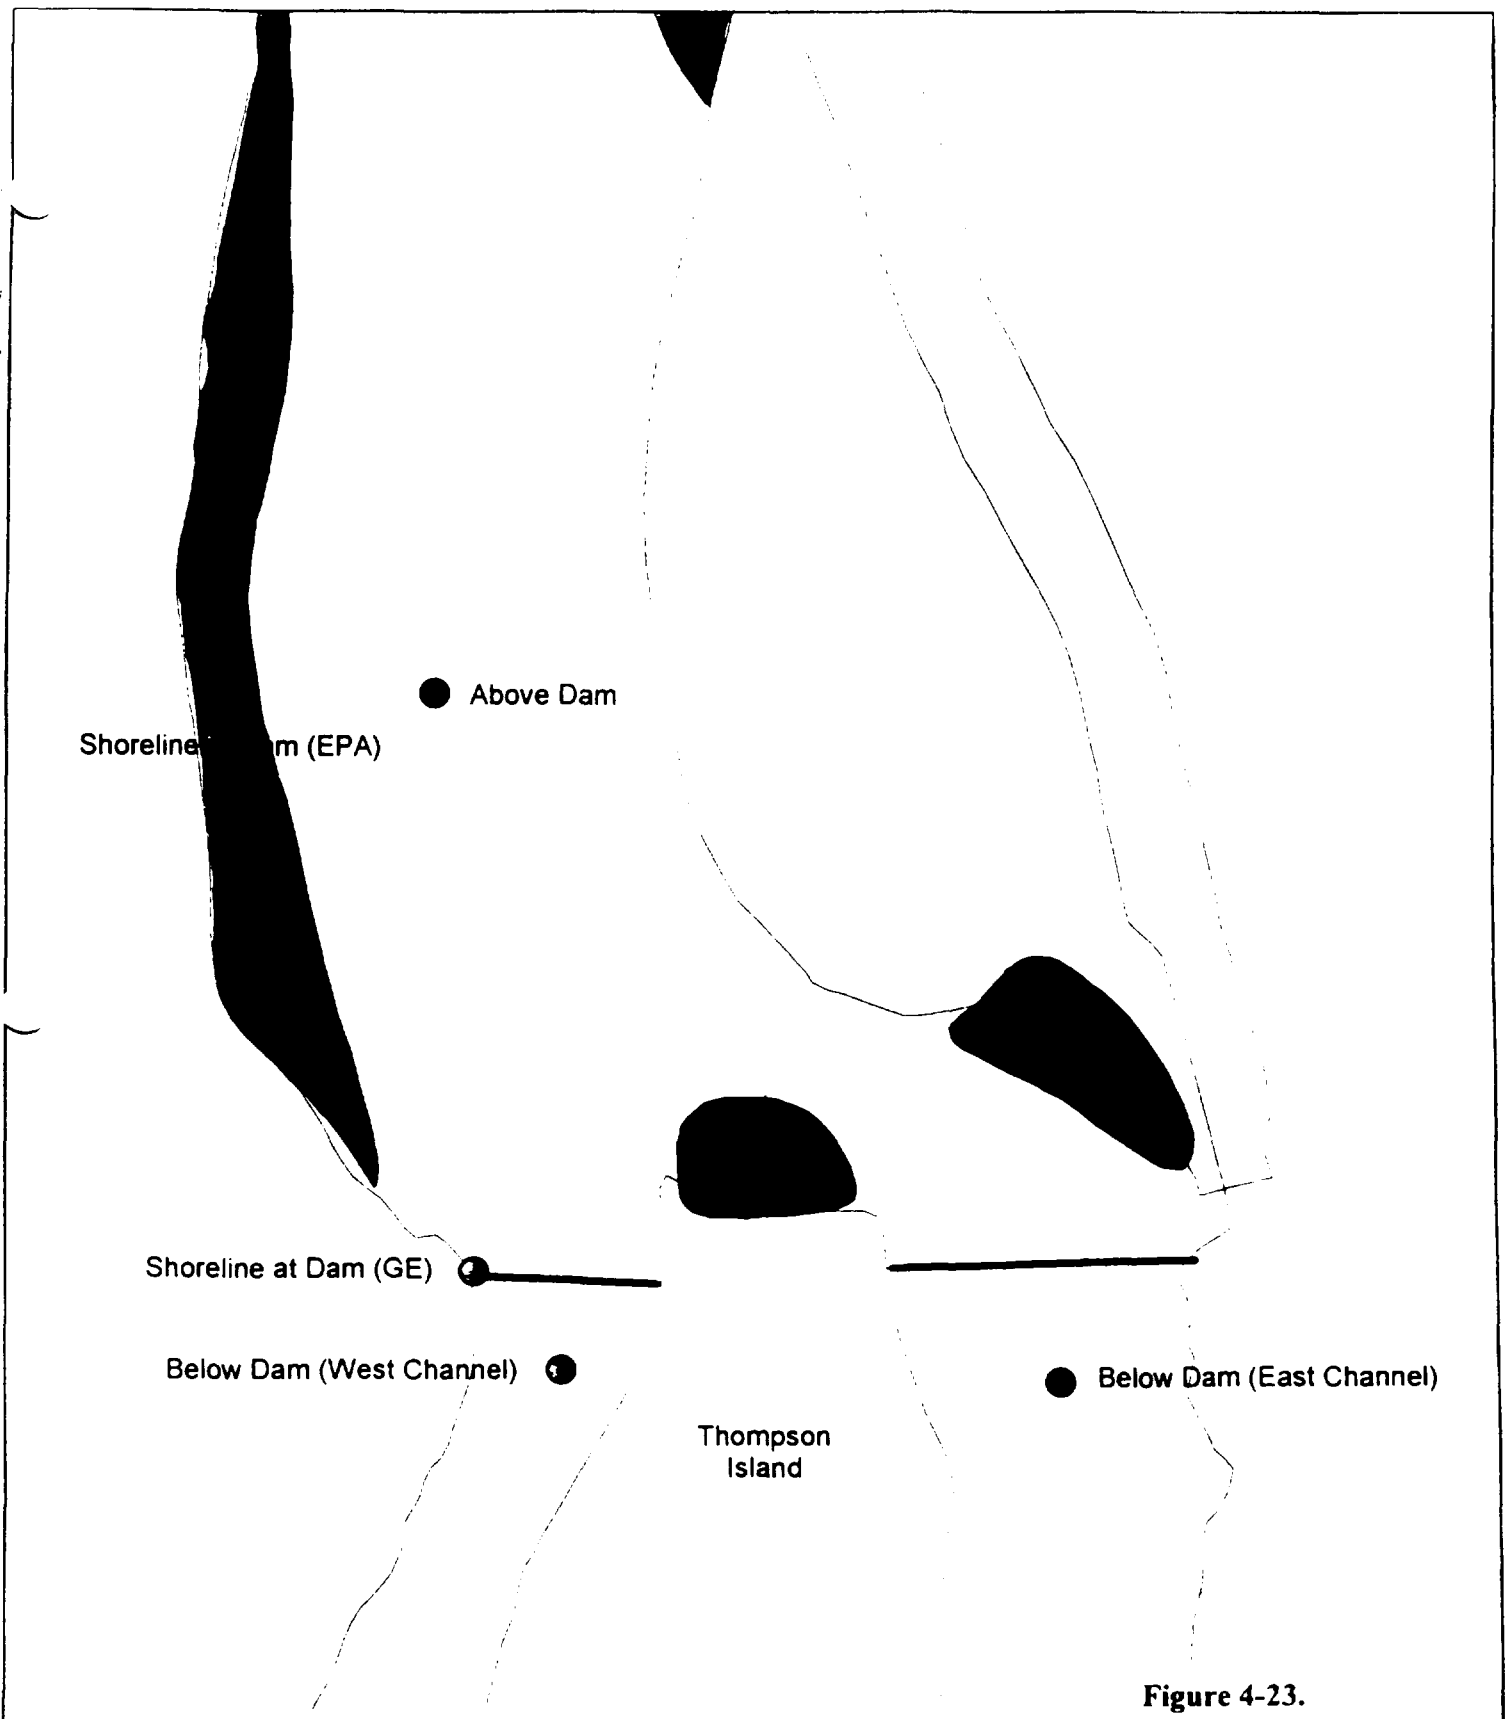 Above Dam
Shoreline m (EPA)
Shoreline at Dam (GE)
Below Dam (West Channel)
Below Dam (East Channel)
Thompson
Island
Figure 4-23.